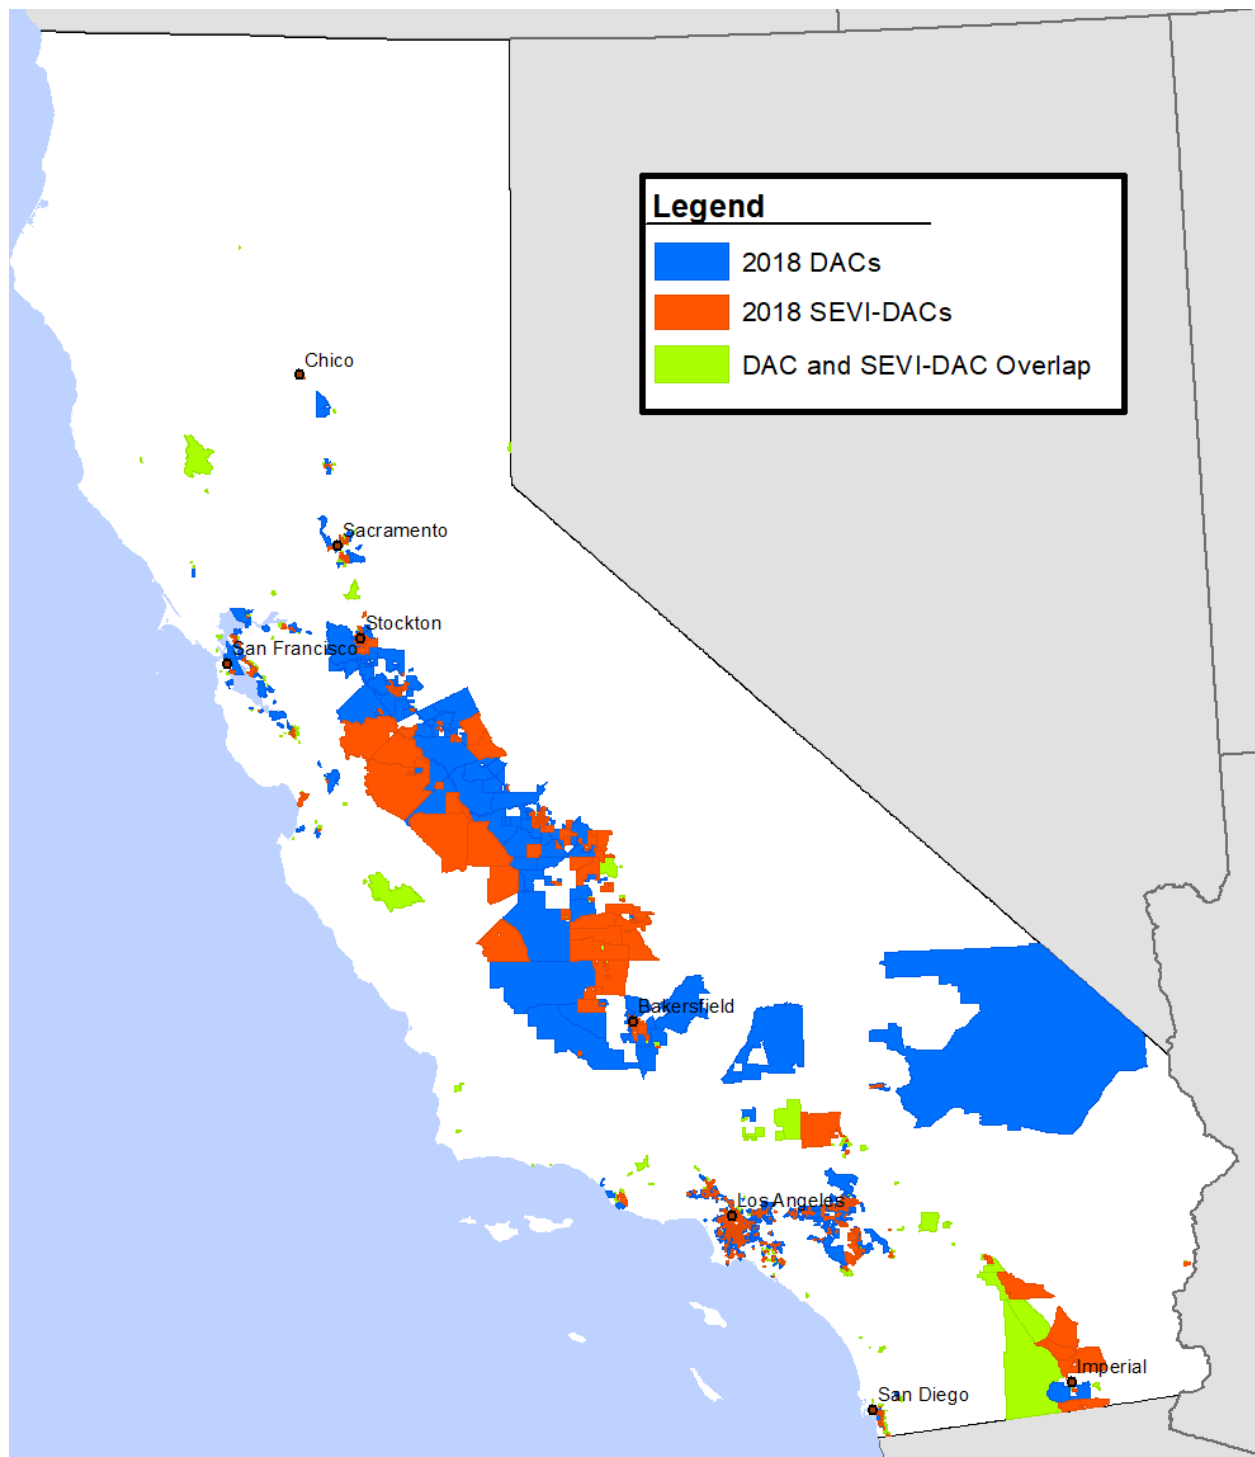 Legend
2018 DACs
2018 SEVI-DACs
DAC and SEVI-DAC Overlap
Chico
Sacramento
Stockton
San Francisco
Bakersfield
Los Angeles
Imperial
San Diego